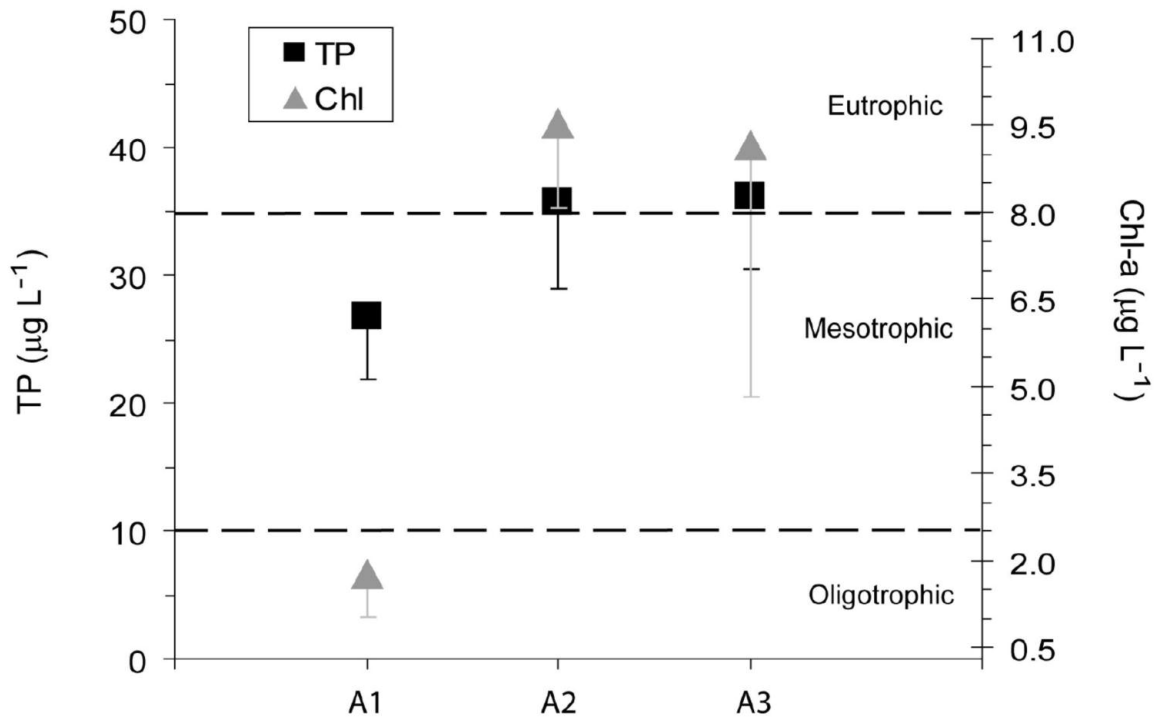 TP
Chl
50
40
30
20
10
0
TP (μg L⁻¹)
11.0
9.5
8.0
6.5
5.0
3.5
2.0
0.5
Chl-a (μg L⁻¹)
Eutrophic
Mesotrophic
Oligotrophic
A1 A2 A3